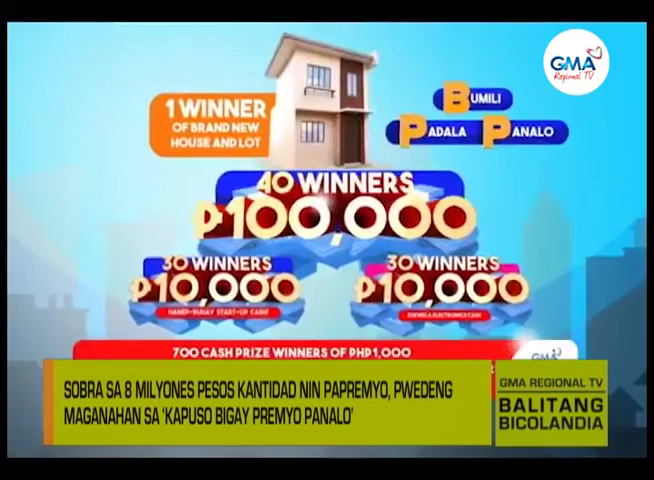 GMA
Regional TV
1 WINNER
OF BRAND NEW
HOUSE AND LOT
BUMILI
PADALA PANALO
40 WINNERS
₱100,000
30 WINNERS
₱10,000
HANEP-BUHAY START-UP CASH!
30 WINNERS
₱10,000
ESKWELA ELECTRONICS CASH
700 CASH PRIZE WINNERS OF PHP1,000
GMA
SOBRA SA 8 MILYONES PESOS KANTIDAD NIN PAPREMYO, PWEDENG
MAGANAHAN SA 'KAPUSO BIGAY PREMYO PANALO'
GMA REGIONAL TV
BALITANG
BICOLANDIA